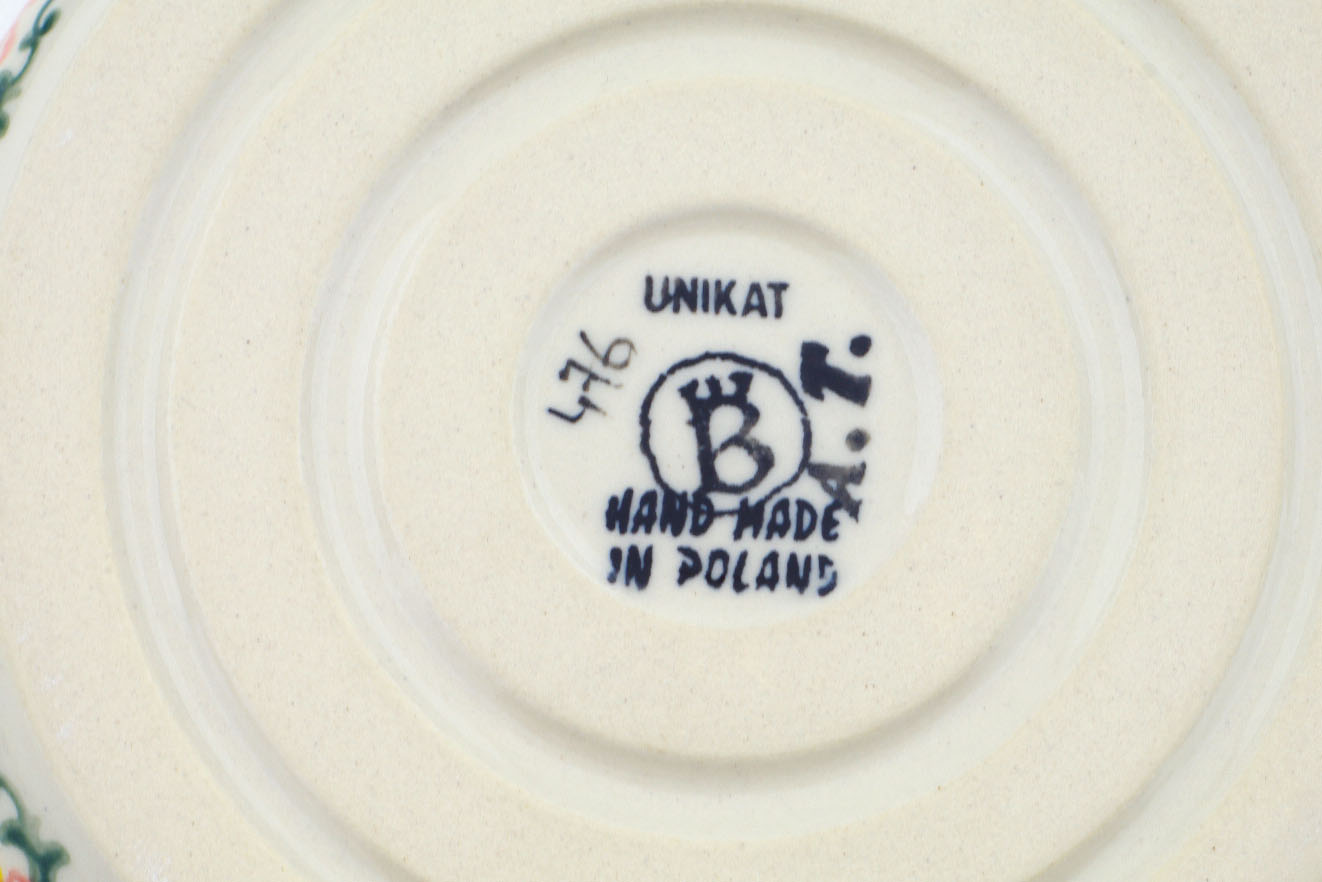 UNIKAT
476
B
A.T.
HAND MADE
IN POLAND